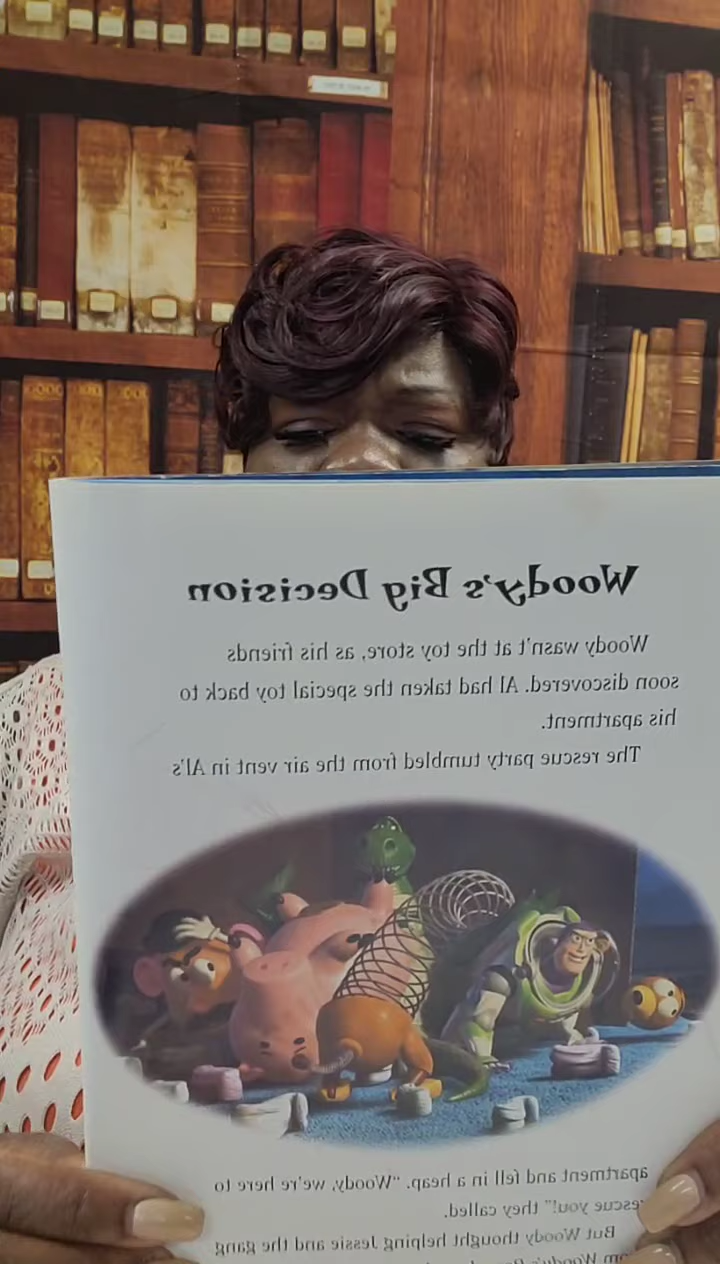 Woody's Big Decision
Woody wasn't at the toy store, as his friends
soon discovered. Al had taken the special toy back to
his apartment.
The rescue party tumbled from the air vent in Al's
apartment and fell in a heap. "Woody, we're here to
rescue you!" they called.
But Woody thought helping Jessie and the gang
Woody's